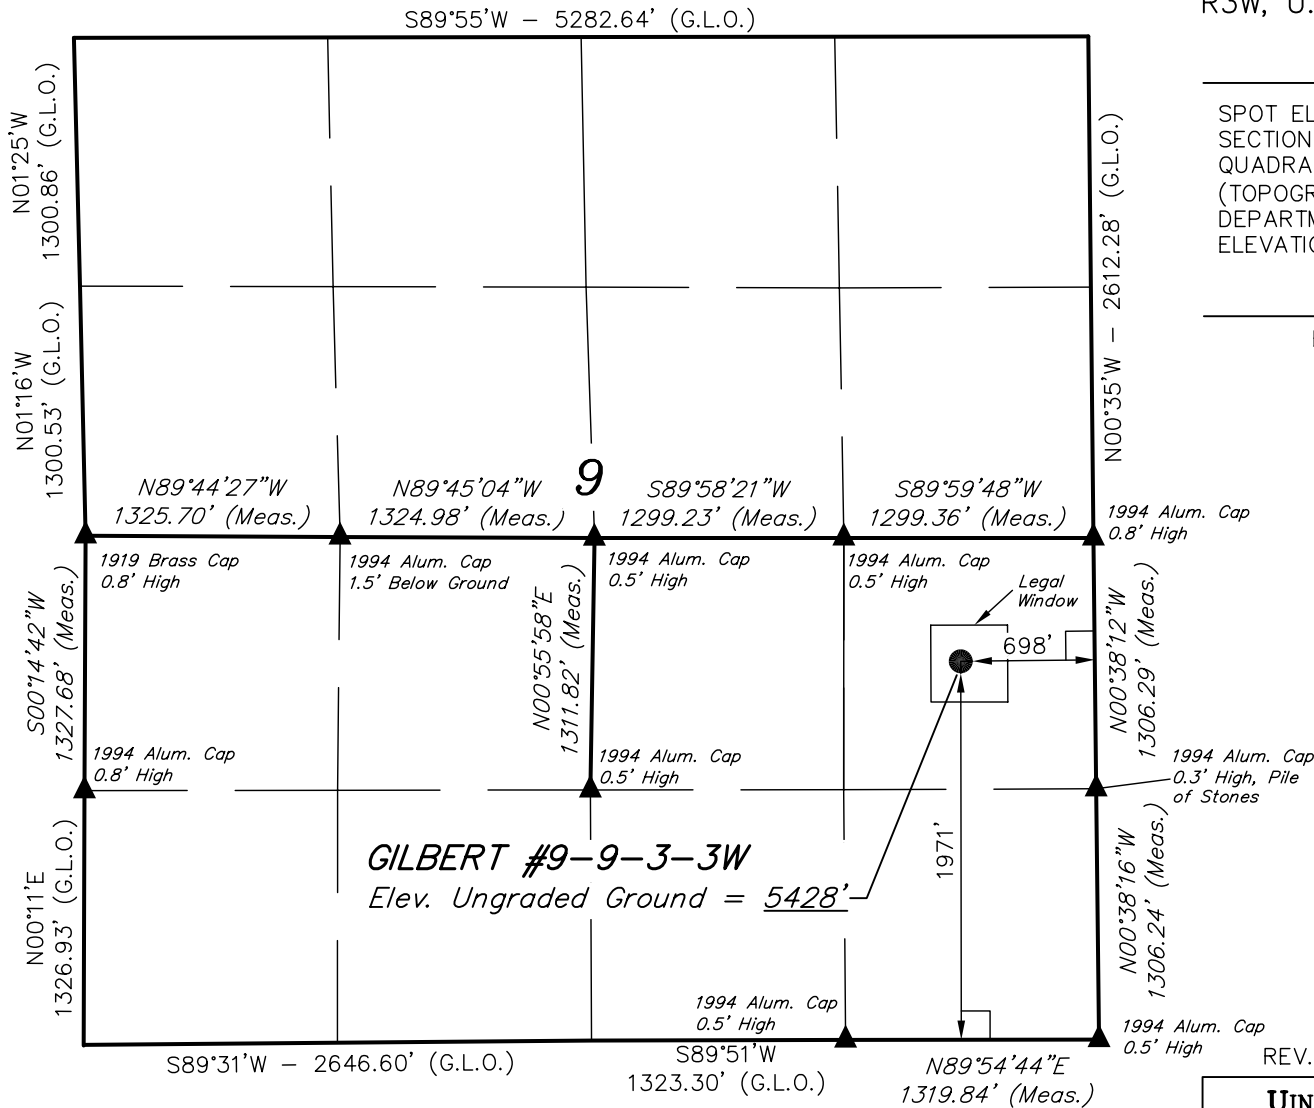 S89°55'W – 5282.64' (G.L.O.)
R3W, U.
N01°25'W
1300.86' (G.L.O.)
N01°16'W
1300.53' (G.L.O.)
N00°35'W – 2612.28' (G.L.O.)
SPOT EL
SECTION
QUADRA
(TOPOGR
DEPARTM
ELEVATIO
9
N89°44'27"W
1325.70' (Meas.)
N89°45'04"W
1324.98' (Meas.)
S89°58'21"W
1299.23' (Meas.)
S89°59'48"W
1299.36' (Meas.)
1994 Alum. Cap
0.8' High
1919 Brass Cap
0.8' High
1994 Alum. Cap
1.5' Below Ground
1994 Alum. Cap
0.5' High
1994 Alum. Cap
0.5' High
Legal
Window
S00°14'42"W
1327.68' (Meas.)
N00°55'58"E
1311.82' (Meas.)
698'
N00°38'12"W
1306.29' (Meas.)
1994 Alum. Cap
0.8' High
1994 Alum. Cap
0.5' High
1994 Alum. Cap
0.3' High, Pile
of Stones
GILBERT #9-9-3-3W
Elev. Ungraded Ground = 5428'
1971'
N00°11'E
1326.93' (G.L.O.)
N00°38'16"W
1306.24' (Meas.)
1994 Alum. Cap
0.5' High
1994 Alum. Cap
0.5' High
S89°31'W – 2646.60' (G.L.O.)
S89°51'W
1323.30' (G.L.O.)
N89°54'44"E
1319.84' (Meas.)
REV.
UIN